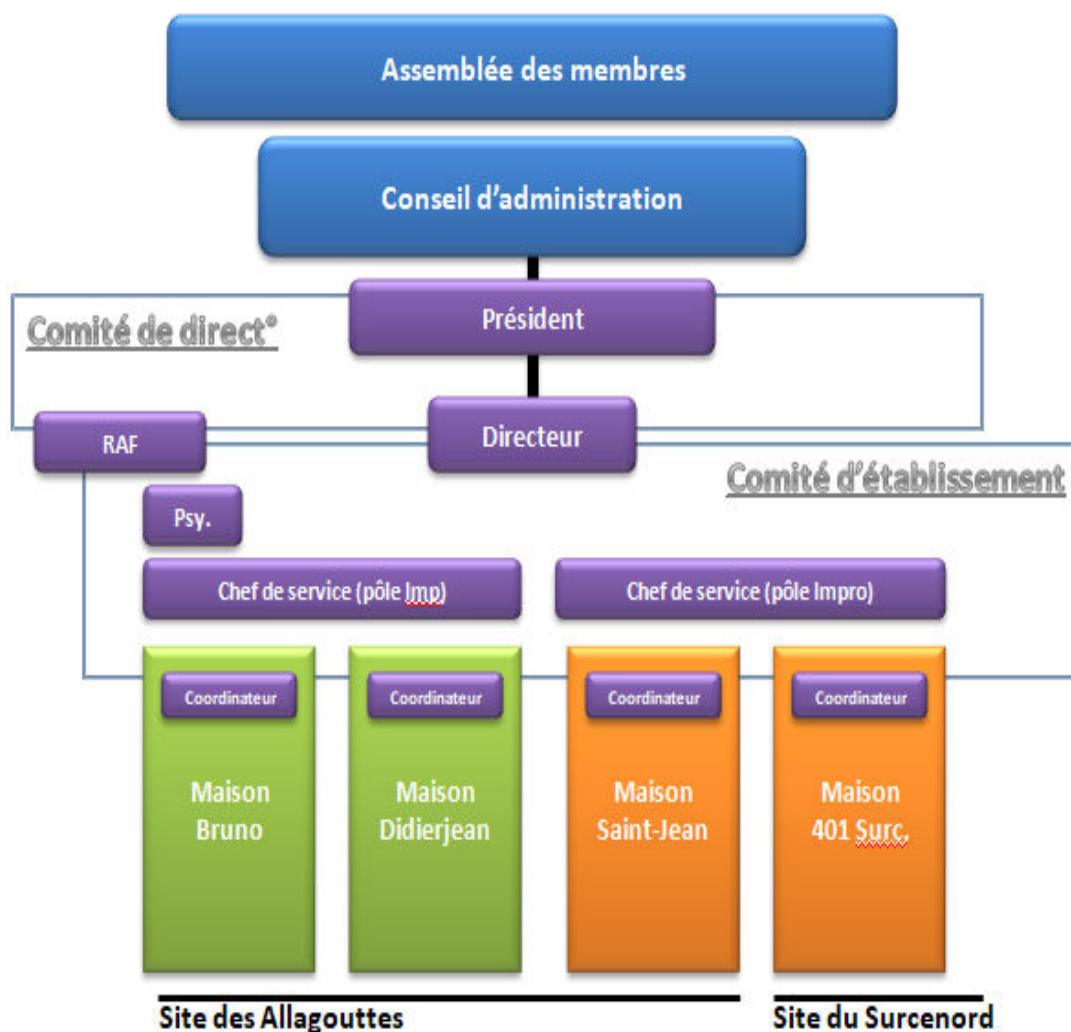 Assemblée des membres
Conseil d’administration
Président
Comité de direct°
Directeur
RAF
Comité d’établissement
Psy.
Chef de service (pôle Imp)
Chef de service (pôle Impro)
Coordinateur
Coordinateur
Coordinateur
Coordinateur
Maison
Bruno
Maison
Didierjean
Maison
Saint-Jean
Maison
401 Surc.
Site des Allagouttes
Site du Surcenord